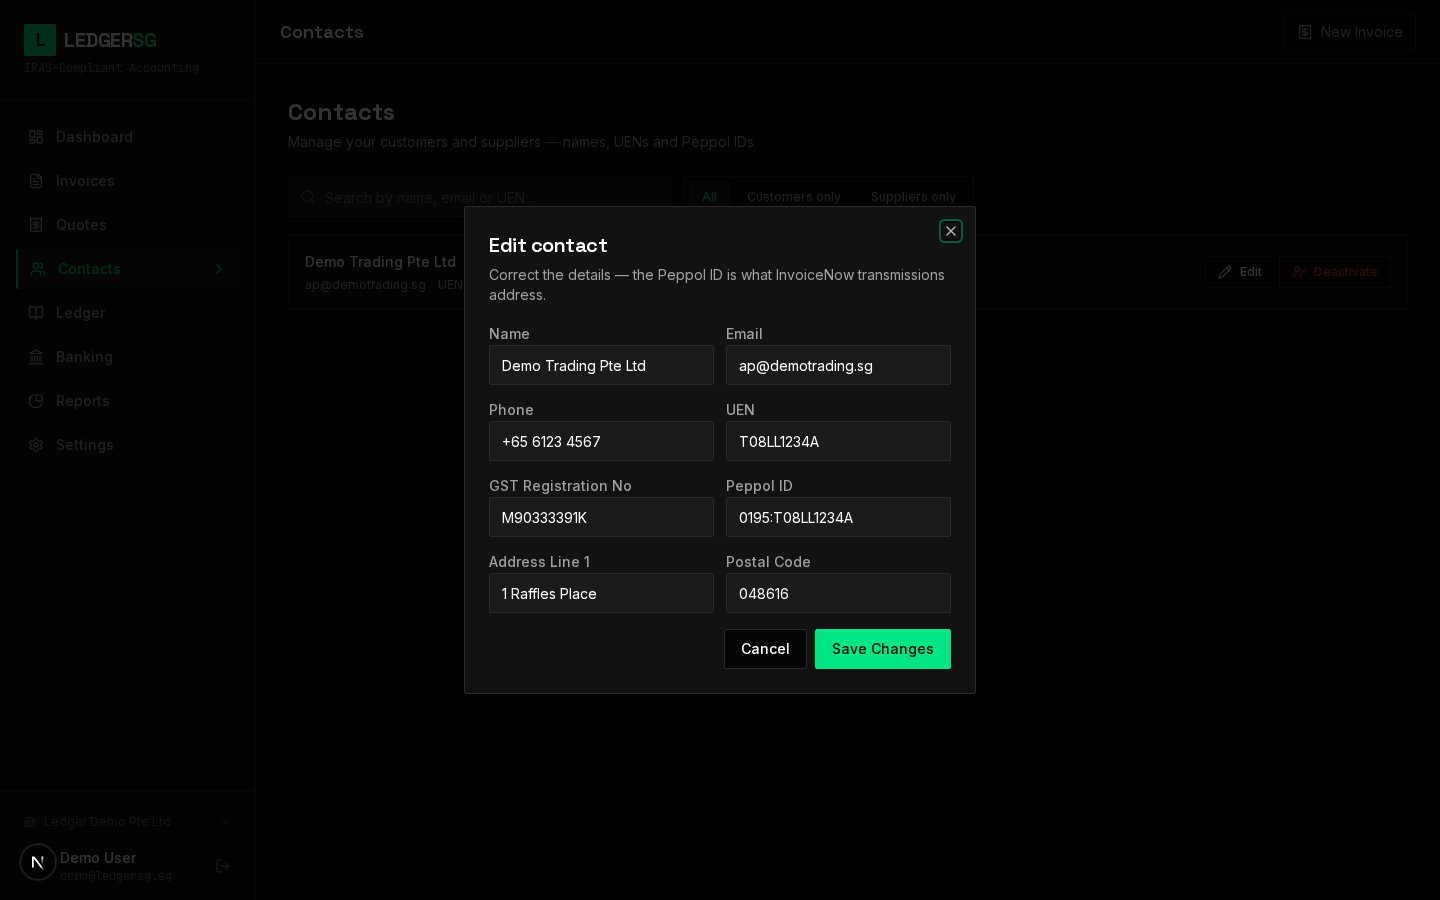 L LEDGERSG
IRAS-Compliant Accounting
Dashboard
Invoices
Quotes
Contacts
Ledger
Banking
Reports
Settings
Ledger Demo Pte Ltd
N
Demo User
demo@ledgersg.sg
Contacts
New Invoice
Contacts
Manage your customers and suppliers — names, UENs and Peppol IDs
Search by name, email or UEN...
All Customers only Suppliers only
Demo Trading Pte Ltd
ap@demotrading.sg UEN
Edit Deactivate
Edit contact
Correct the details — the Peppol ID is what InvoiceNow transmissions
address.
Name Email
Demo Trading Pte Ltd ap@demotrading.sg
Phone UEN
+65 6123 4567 T08LL1234A
GST Registration No Peppol ID
M90333391K 0195:T08LL1234A
Address Line 1 Postal Code
1 Raffles Place 048616
Cancel Save Changes